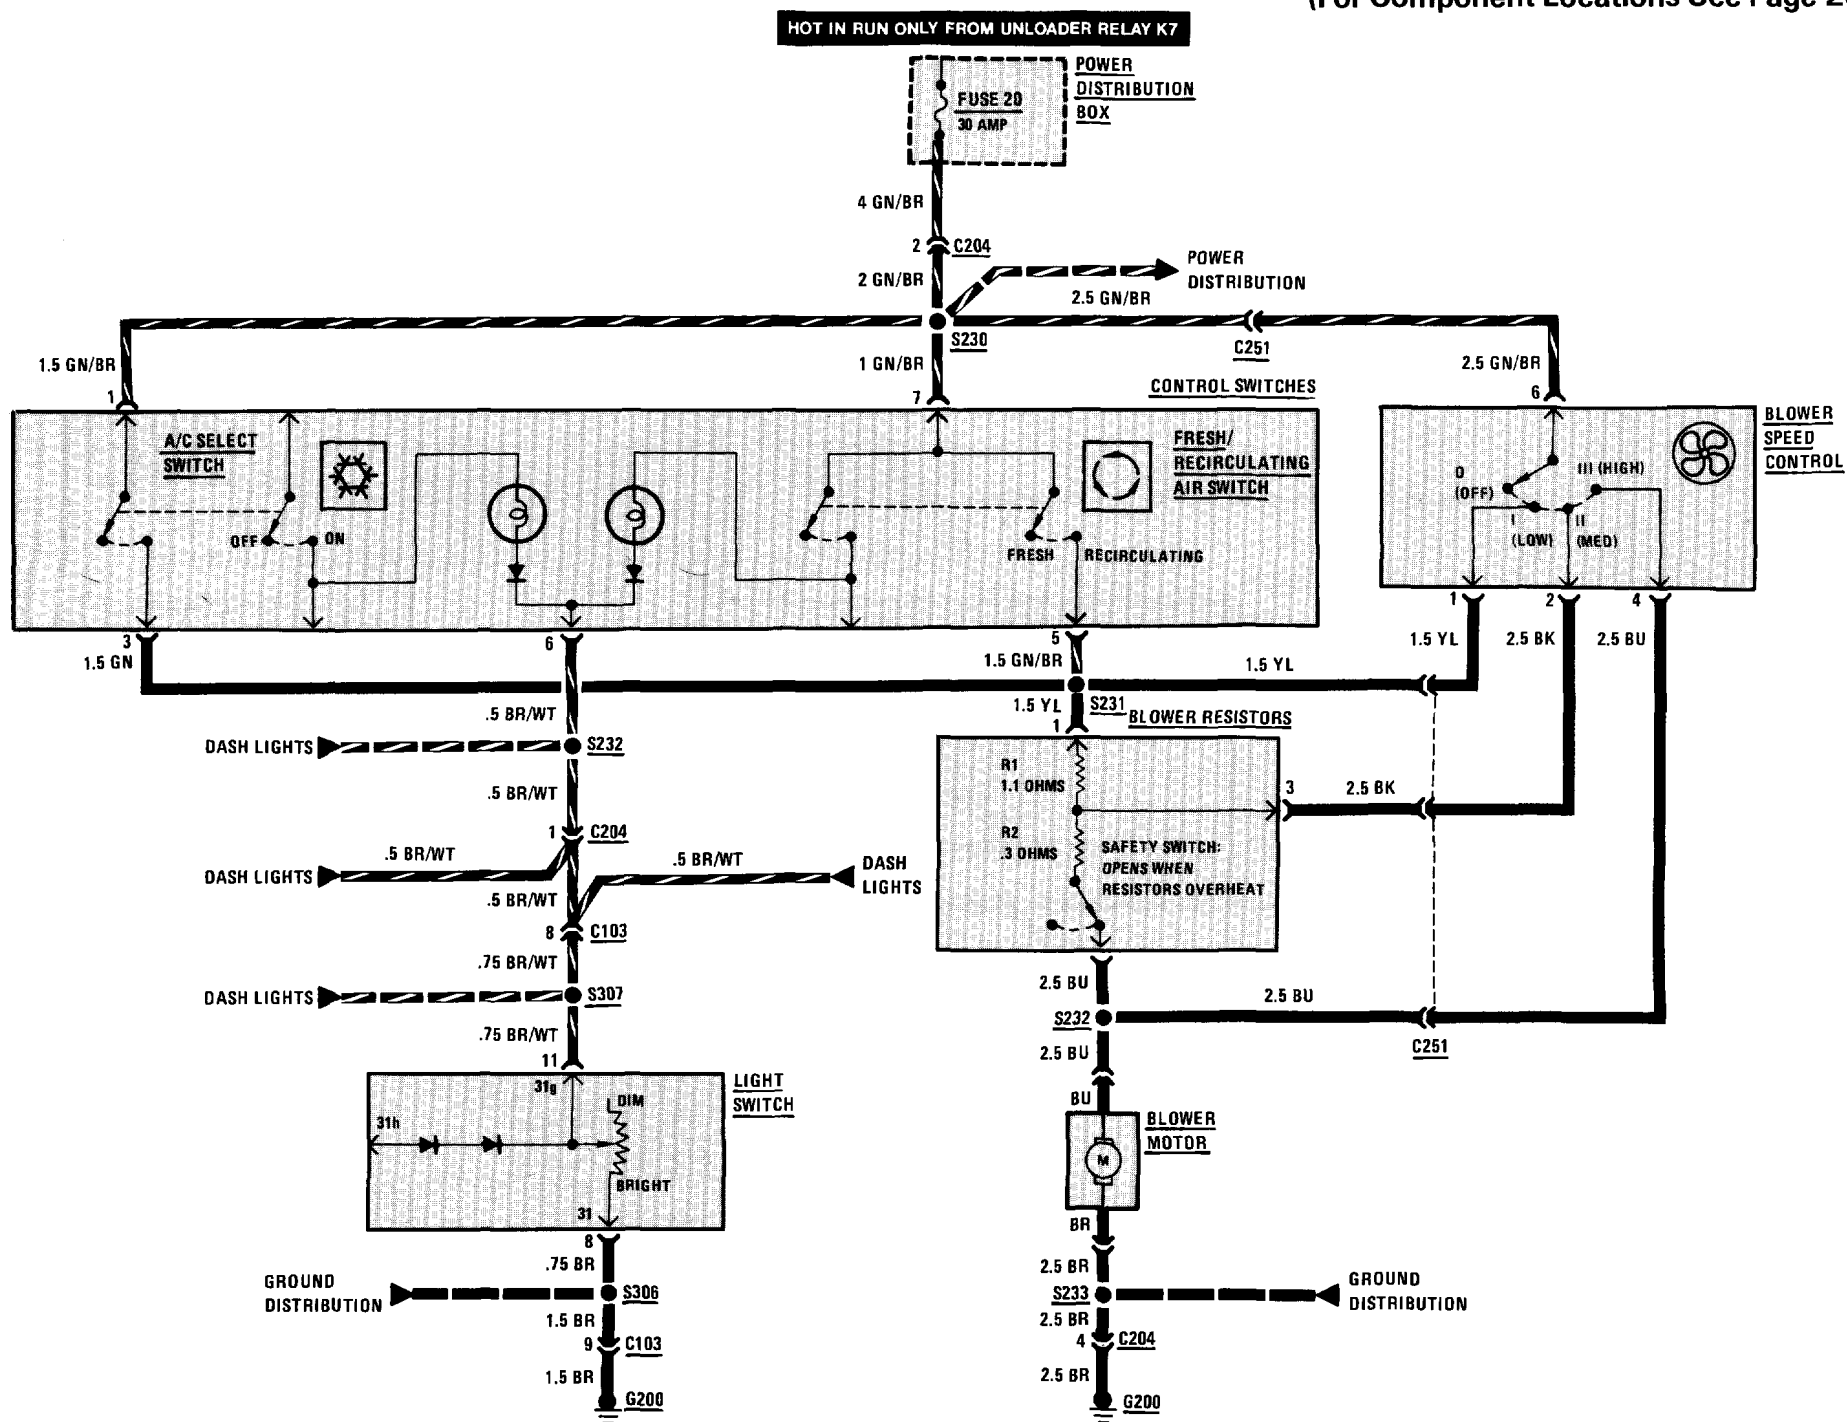 (For Component Locations See Page
HOT IN RUN ONLY FROM UNLOADER RELAY K7
POWER
DISTRIBUTION
BOX
FUSE 20
30 AMP
4 GN/BR
2
C204
2 GN/BR
POWER
DISTRIBUTION
2.5 GN/BR
S230
C251
1.5 GN/BR
1 GN/BR
2.5 GN/BR
1
7
6
CONTROL SWITCHES
BLOWER
SPEED
CONTROL
A/C SELECT
SWITCH
FRESH/
RECIRCULATING
AIR SWITCH
0
(OFF)
III (HIGH)
I
(LOW)
II
(MED)
OFF
ON
FRESH
RECIRCULATING
3
6
5
1
2
4
1.5 GN
1.5 GN/BR
1.5 YL
1.5 YL
2.5 BK
2.5 BU
.5 BR/WT
1.5 YL
S231
1
BLOWER RESISTORS
DASH LIGHTS
S232
R1
1.1 OHMS
3
2.5 BK
.5 BR/WT
1
C204
R2
.3 OHMS
SAFETY SWITCH:
OPENS WHEN
RESISTORS OVERHEAT
.5 BR/WT
.5 BR/WT
DASH LIGHTS
DASH
LIGHTS
.5 BR/WT
8
C103
.75 BR/WT
2.5 BU
2.5 BU
DASH LIGHTS
S307
S232
.75 BR/WT
2.5 BU
C251
11
31g
LIGHT
SWITCH
DIM
BU
31h
BLOWER
MOTOR
M
BRIGHT
31
BR
8
.75 BR
2.5 BR
GROUND
DISTRIBUTION
S306
S233
GROUND
DISTRIBUTION
1.5 BR
2.5 BR
9
C103
4
C204
1.5 BR
2.5 BR
G200
G200